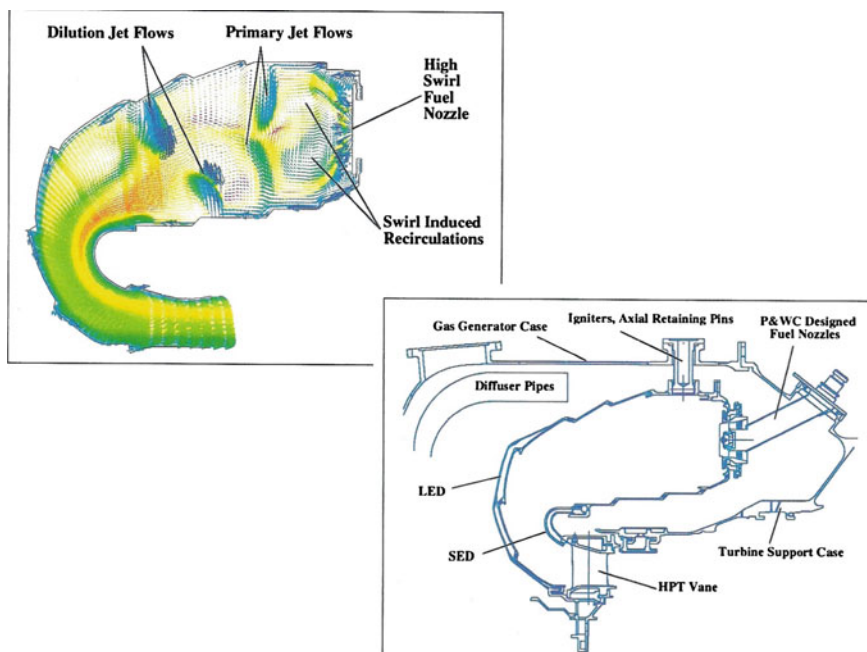 Dilution Jet Flows
Primary Jet Flows
High
Swirl
Fuel
Nozzle
Swirl Induced
Recirculations
Igniters, Axial Retaining Pins
P&WC Designed
Fuel Nozzles
Gas Generator Case
Diffuser Pipes
LED
SED
Turbine Support Case
HPT Vane